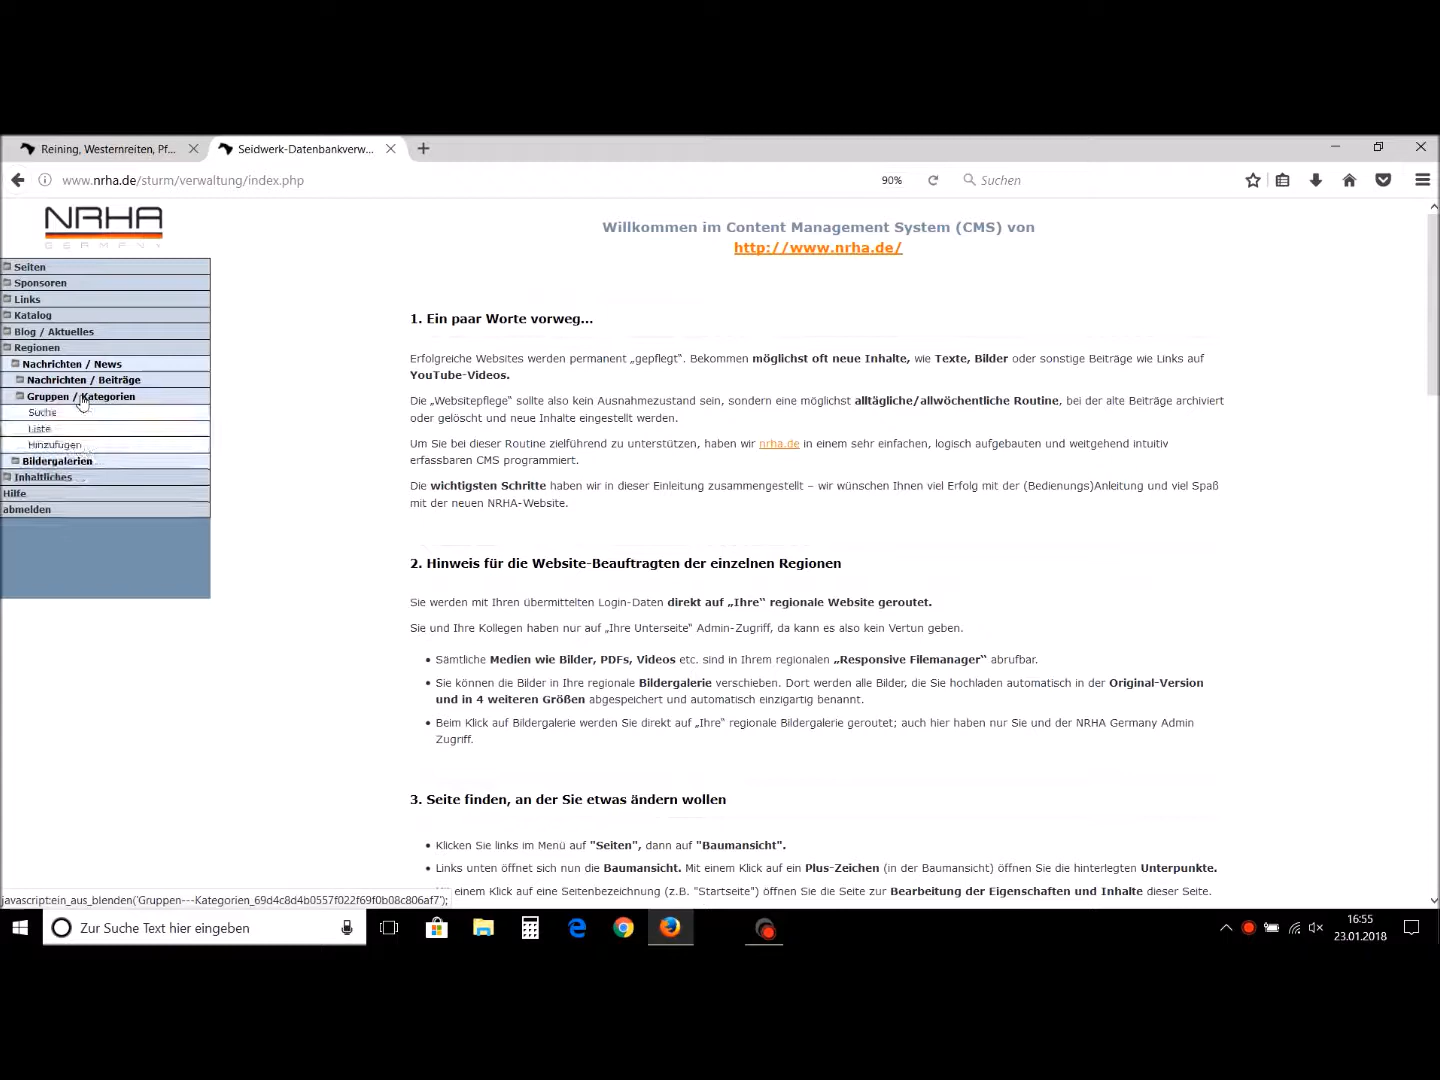 Reining, Westernreiten, Pf...
Seidwerk-Datenbankverw...
www.nrha.de/sturm/verwaltung/index.php
90%
Suchen
NRHA
GERMANY
Seiten
Sponsoren
Links
Katalog
Blog / Aktuelles
Regionen
Nachrichten / News
Nachrichten / Beiträge
Gruppen / Kategorien
Suche
Liste
Hinzufügen
Bildergalerien
Inhaltliches
Hilfe
abmelden
Willkommen im Content Management System (CMS) von
http://www.nrha.de/
1. Ein paar Worte vorweg...
Erfolgreiche Websites werden permanent „gepflegt“. Bekommen möglichst oft neue Inhalte, wie Texte, Bilder oder sonstige Beiträge wie Links auf
YouTube-Videos.
Die „Websitepflege“ sollte also kein Ausnahmezustand sein, sondern eine möglichst alltägliche/allwöchentliche Routine, bei der alte Beiträge archiviert
oder gelöscht und neue Inhalte eingestellt werden.
Um Sie bei dieser Routine zielführend zu unterstützen, haben wir nrha.de in einem sehr einfachen, logisch aufgebauten und weitgehend intuitiv
erfassbaren CMS programmiert.
Die wichtigsten Schritte haben wir in dieser Einleitung zusammengestellt – wir wünschen Ihnen viel Erfolg mit der (Bedienungs)Anleitung und viel Spaß
mit der neuen NRHA-Website.
2. Hinweis für die Website-Beauftragten der einzelnen Regionen
Sie werden mit Ihren übermittelten Login-Daten direkt auf „Ihre“ regionale Website geroutet.
Sie und Ihre Kollegen haben nur auf „Ihre Unterseite“ Admin-Zugriff, da kann es also kein Vertun geben.
• Sämtliche Medien wie Bilder, PDFs, Videos etc. sind in Ihrem regionalen „Responsive Filemanager“ abrufbar.
• Sie können die Bilder in Ihre regionale Bildergalerie verschieben. Dort werden alle Bilder, die Sie hochladen automatisch in der Original-Version
und in 4 weiteren Größen abgespeichert und automatisch einzigartig benannt.
• Beim Klick auf Bildergalerie werden Sie direkt auf „Ihre“ regionale Bildergalerie geroutet; auch hier haben nur Sie und der NRHA Germany Admin
Zugriff.
3. Seite finden, an der Sie etwas ändern wollen
• Klicken Sie links im Menü auf "Seiten", dann auf "Baumansicht".
• Links unten öffnet sich nun die Baumansicht. Mit einem Klick auf ein Plus-Zeichen (in der Baumansicht) öffnen Sie die hinterlegten Unterpunkte.
einem Klick auf eine Seitenbezeichnung (z.B. "Startseite") öffnen Sie die Seite zur Bearbeitung der Eigenschaften und Inhalte dieser Seite.
javascript:ein_aus_blenden('Gruppen---Kategorien_69d4c8d4b0557f022f69f0b08c806af7');
Zur Suche Text hier eingeben
16:55
23.01.2018